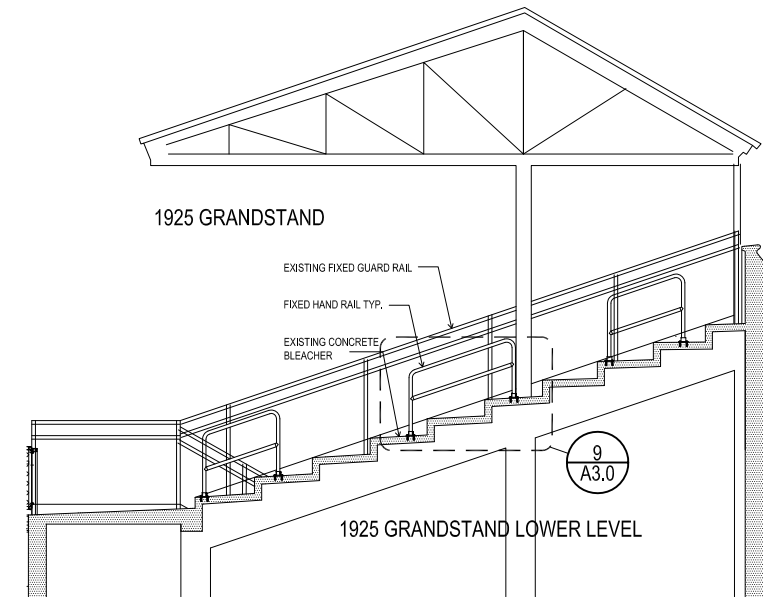 1925 GRANDSTAND
EXISTING FIXED GUARD RAIL
FIXED HAND RAIL TYP.
EXISTING CONCRETE
BLEACHER
9
A3.0
1925 GRANDSTAND LOWER LEVEL